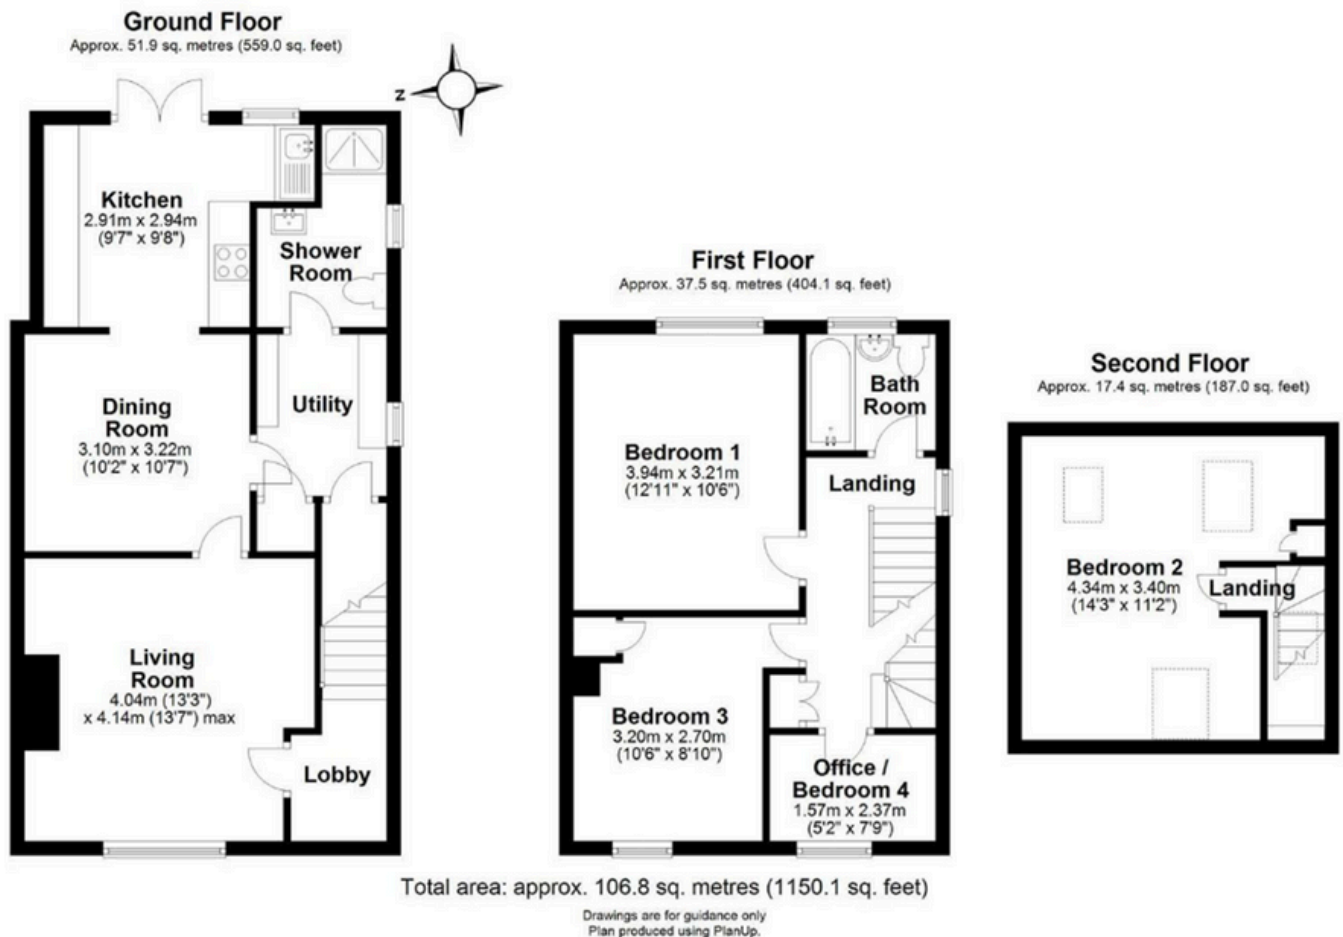 Ground Floor
Approx. 51.9 sq. metres (559.0 sq. feet)
N
Kitchen
2.91m x 2.94m
(9'7" x 9'8")
Shower
Room
Dining
Room
3.10m x 3.22m
(10'2" x 10'7")
Utility
Living
Room
4.04m (13'3")
x 4.14m (13'7") max
Lobby
First Floor
Approx. 37.5 sq. metres (404.1 sq. feet)
Bath
Room
Bedroom 1
3.94m x 3.21m
(12'11" x 10'6")
Landing
Bedroom 3
3.20m x 2.70m
(10'6" x 8'10")
Office /
Bedroom 4
1.57m x 2.37m
(5'2" x 7'9")
Second Floor
Approx. 17.4 sq. metres (187.0 sq. feet)
Bedroom 2
4.34m x 3.40m
(14'3" x 11'2")
Landing
Total area: approx. 106.8 sq. metres (1150.1 sq. feet)
Drawings are for guidance only
Plan produced using PlanUp.